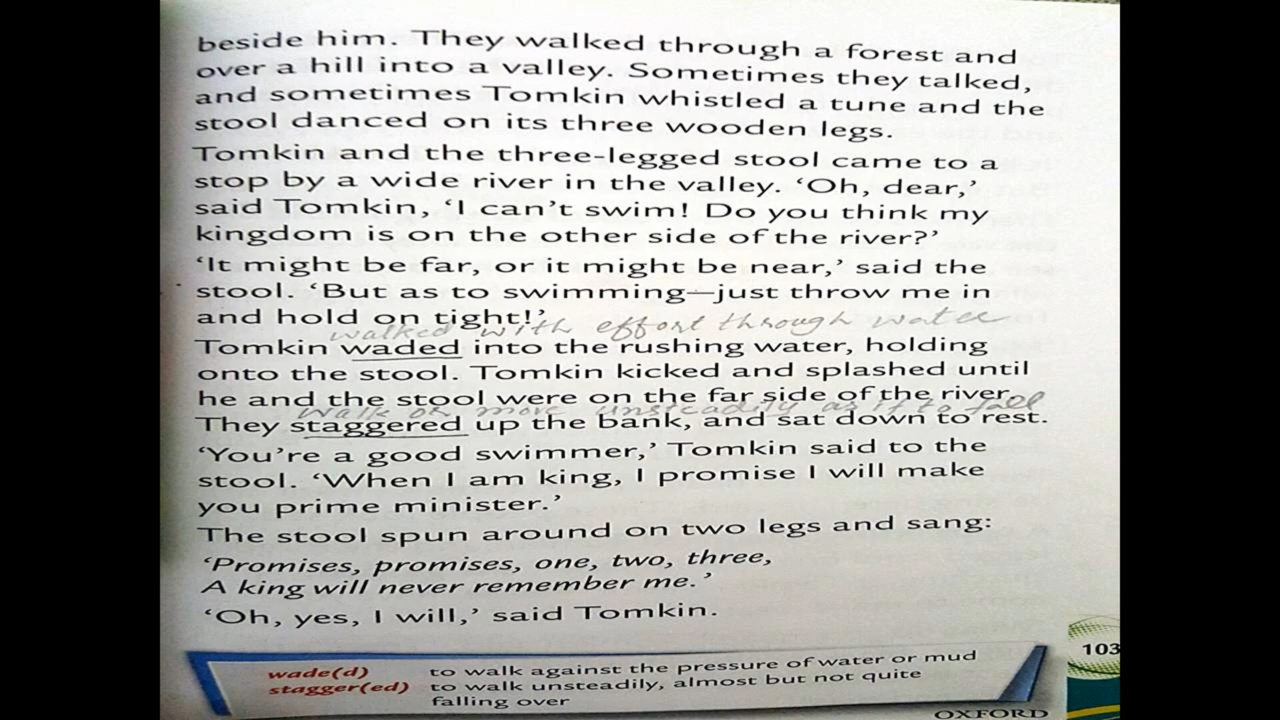 beside him. They walked through a forest and
over a hill into a valley. Sometimes they talked,
and sometimes Tomkin whistled a tune and the
stool danced on its three wooden legs.
Tomkin and the three-legged stool came to a
stop by a wide river in the valley. ‘Oh, dear,’
said Tomkin, ‘I can’t swim! Do you think my
kingdom is on the other side of the river?’
‘It might be far, or it might be near,’ said the
stool. ‘But as to swimming—just throw me in
and hold on tight!’
walked with effort through water
Tomkin waded into the rushing water, holding
onto the stool. Tomkin kicked and splashed until
he and the stool were on the far side of the river.
walk or move unsteadily as if to fall
They staggered up the bank, and sat down to rest.
‘You’re a good swimmer,’ Tomkin said to the
stool. ‘When I am king, I promise I will make
you prime minister.’
The stool spun around on two legs and sang:
‘Promises, promises, one, two, three,
A king will never remember me.’
‘Oh, yes, I will,’ said Tomkin.
wade(d) to walk against the pressure of water or mud
stagger(ed) to walk unsteadily, almost but not quite
falling over
103
OXFORD